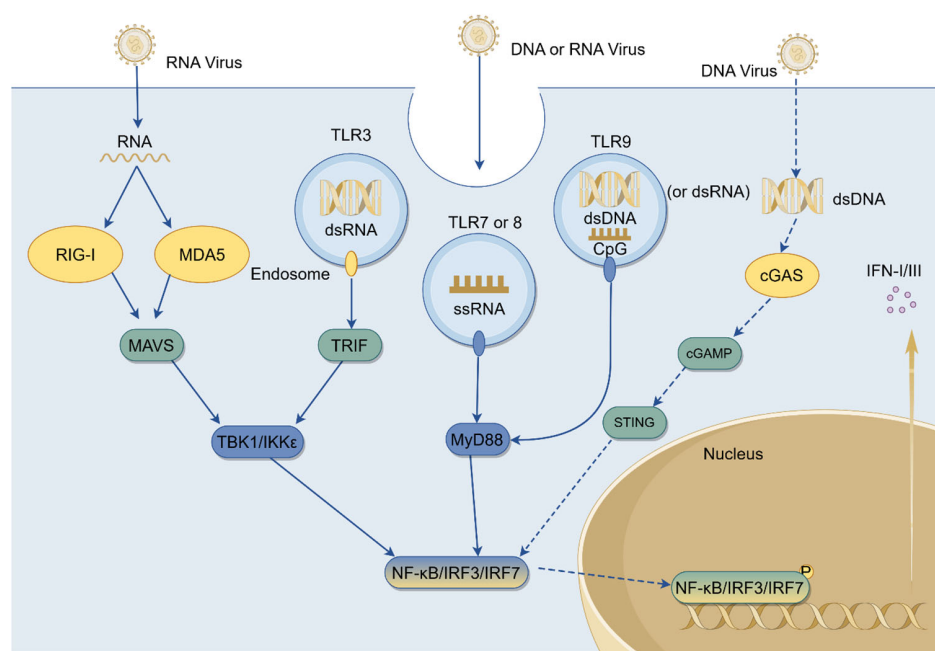 RNA Virus
DNA or RNA Virus
DNA Virus
RNA
TLR3
TLR9
dsRNA
dsDNA
CpG
(or dsRNA)
dsDNA
TLR7 or 8
RIG-I
MDA5
Endosome
ssRNA
cGAS
IFN-I/III
MAVS
TRIF
cGAMP
TBK1/IKKε
MyD88
STING
Nucleus
NF-κB/IRF3/IRF7
P
NF-κB/IRF3/IRF7